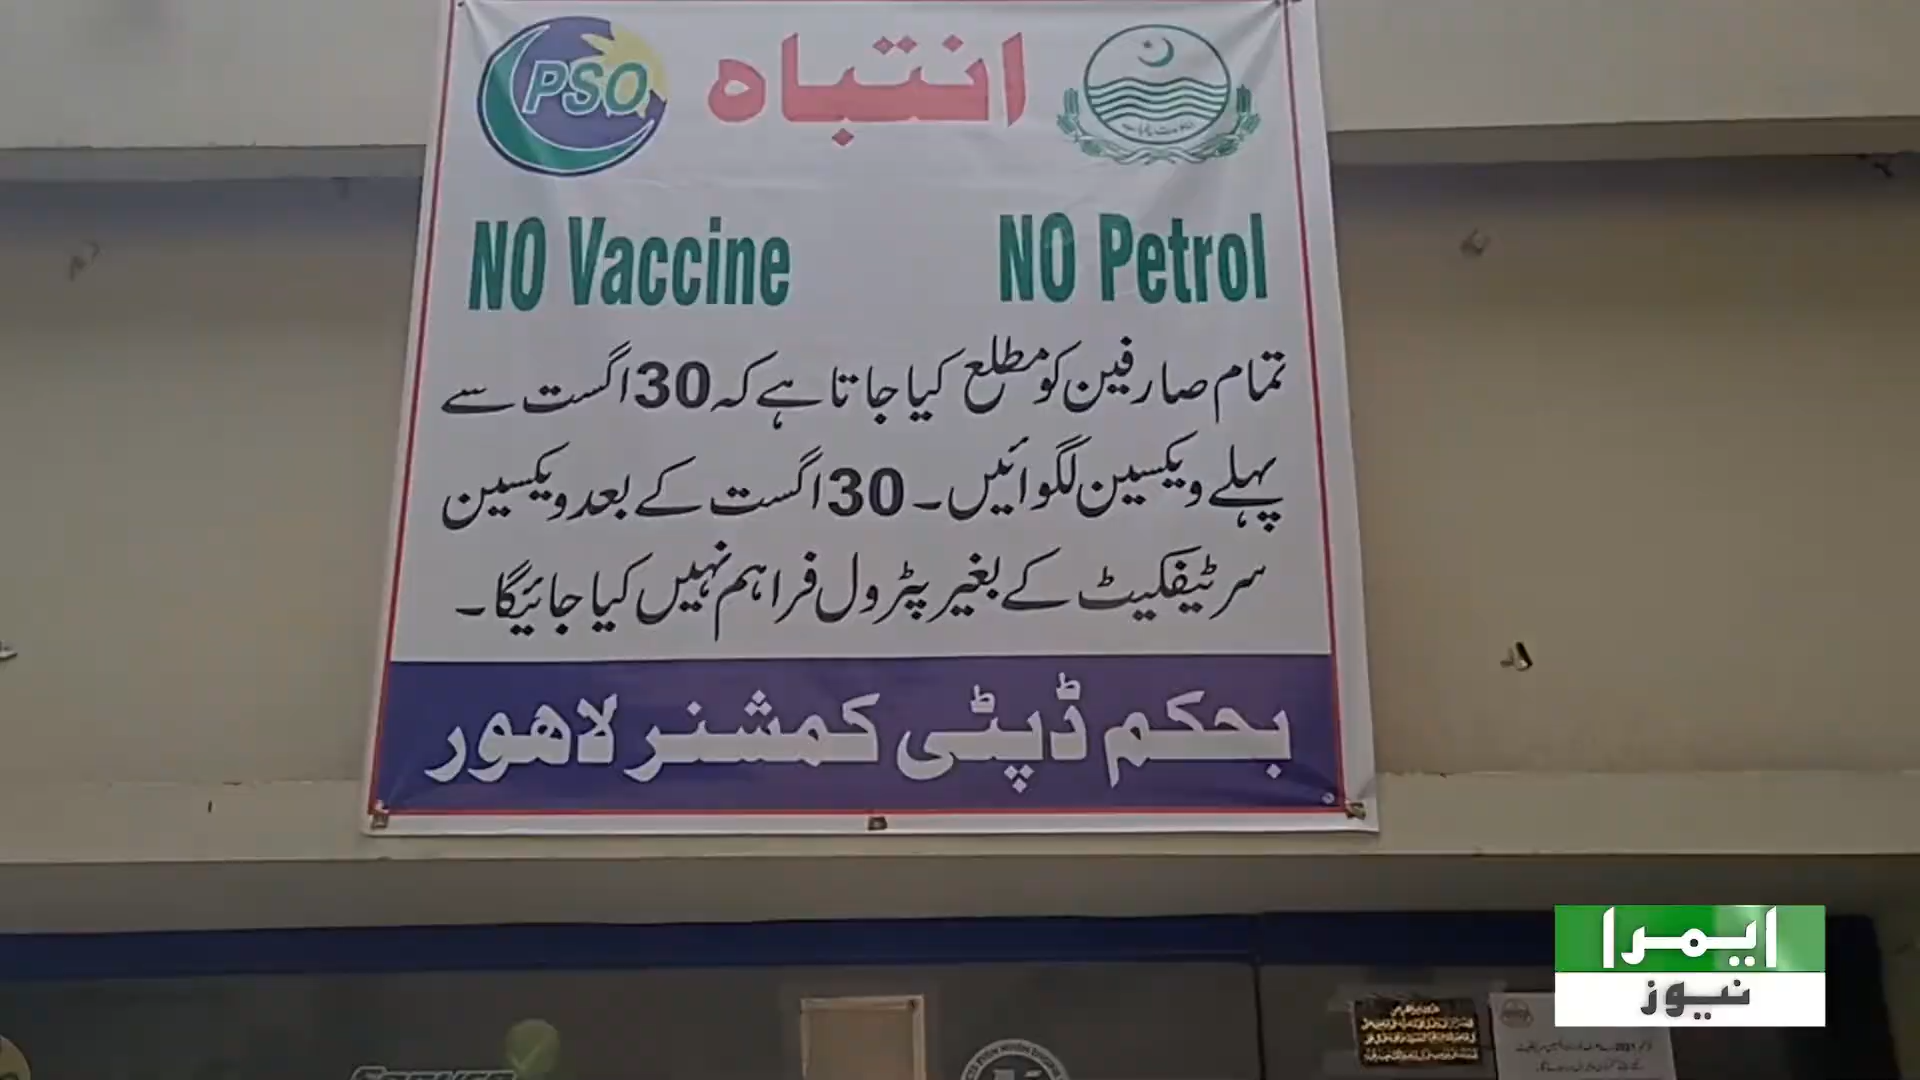 PSO
انتباہ
NO Vaccine NO Petrol
تمام صارفین کو مطلع کیا جاتا ہے کہ 30 اگست سے
پہلے ویکسین لگوائیں۔ 30 اگست کے بعد ویکسین
سرٹیفکیٹ کے بغیر پٹرول فراہم نہیں کیا جائیگا۔
بحکم ڈپٹی کمشنر لاھور
ایمرا
نیوز